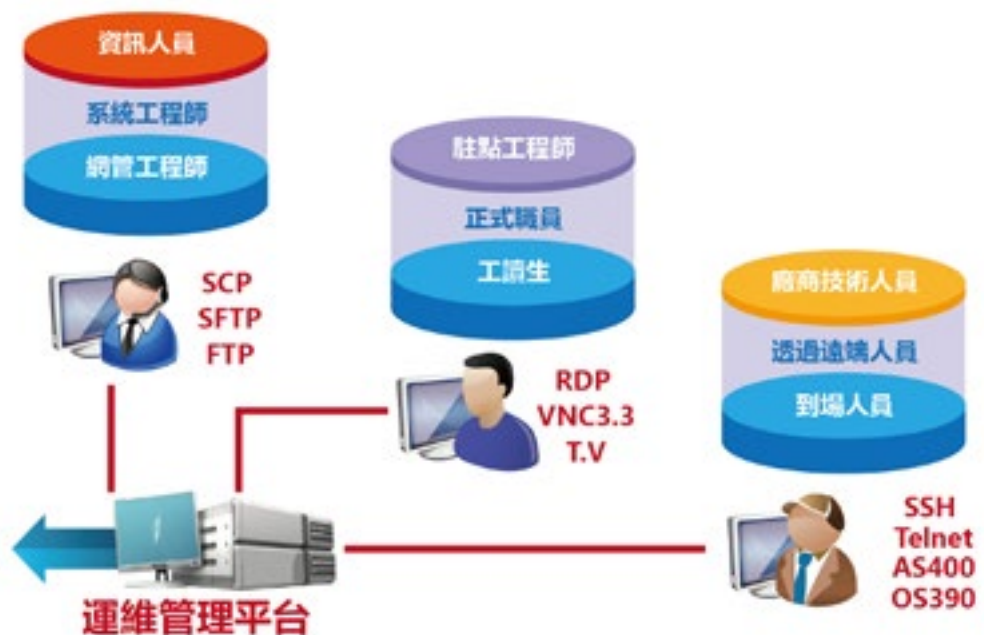 資訊人員
系統工程師
網管工程師
SCP
SFTP
FTP
駐點工程師
正式職員
工讀生
RDP
VNC3.3
T.V
廠商技術人員
透過遠端人員
到場人員
SSH
Telnet
AS400
OS390
運維管理平台